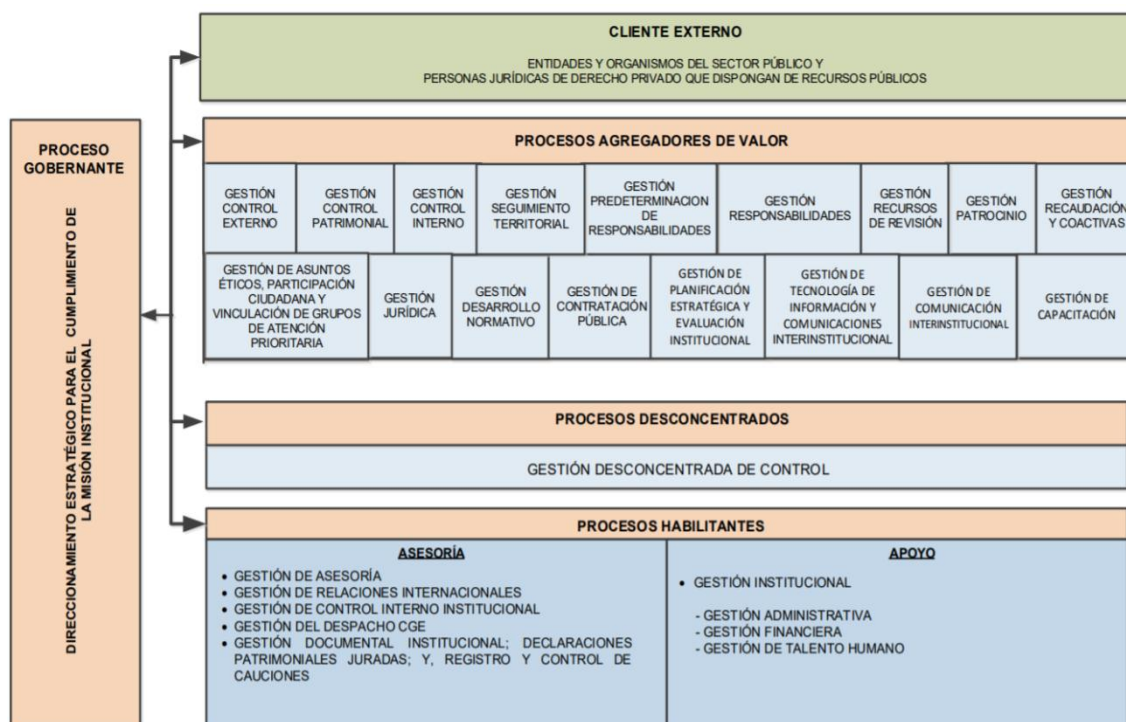 CLIENTE EXTERNO
ENTIDADES Y ORGANISMOS DEL SECTOR PÚBLICO Y
PERSONAS JURÍDICAS DE DERECHO PRIVADO QUE DISPONGAN DE RECURSOS PÚBLICOS
PROCESO
GOBERNANTE
DIRECCIONAMIENTO ESTRATÉGICO PARA EL CUMPLIMIENTO DE
LA MISIÓN INSTITUCIONAL
PROCESOS AGREGADORES DE VALOR
GESTIÓN
CONTROL
EXTERNO
GESTIÓN
CONTROL
PATRIMONIAL
GESTIÓN
CONTROL
INTERNO
GESTIÓN
SEGUIMIENTO
TERRITORIAL
GESTIÓN
PREDETERMINACION
DE
RESPONSABILIDADES
GESTIÓN
RESPONSABILIDADES
GESTIÓN
RECURSOS
DE REVISIÓN
GESTIÓN
PATROCINIO
GESTIÓN
RECAUDACIÓN
Y COACTIVAS
GESTIÓN DE ASUNTOS
ÉTICOS, PARTICIPACIÓN
CIUDADANA Y
VINCULACIÓN DE GRUPOS
DE ATENCIÓN
PRIORITARIA
GESTIÓN
JURÍDICA
GESTIÓN
DESARROLLO
NORMATIVO
GESTIÓN DE
CONTRATACIÓN
PÚBLICA
GESTIÓN DE
PLANIFICACIÓN
ESTRATÉGICA Y
EVALUACIÓN
INSTITUCIONAL
GESTIÓN DE
TECNOLOGÍA DE
INFORMACIÓN Y
COMUNICACIONES
INTERINSTITUCIONAL
GESTIÓN DE
COMUNICACIÓN
INTERINSTITUCIONAL
GESTIÓN DE
CAPACITACIÓN
PROCESOS DESCONCENTRADOS
GESTIÓN DESCONCENTRADA DE CONTROL
PROCESOS HABILITANTES
ASESORÍA
• GESTIÓN DE ASESORÍA
• GESTIÓN DE RELACIONES INTERNACIONALES
• GESTIÓN DE CONTROL INTERNO INSTITUCIONAL
• GESTIÓN DEL DESPACHO CGE
• GESTIÓN DOCUMENTAL INSTITUCIONAL; DECLARACIONES
PATRIMONIALES JURADAS; Y, REGISTRO Y CONTROL DE
CAUCIONES
APOYO
• GESTIÓN INSTITUCIONAL
- GESTIÓN ADMINISTRATIVA
- GESTIÓN FINANCIERA
- GESTIÓN DE TALENTO HUMANO